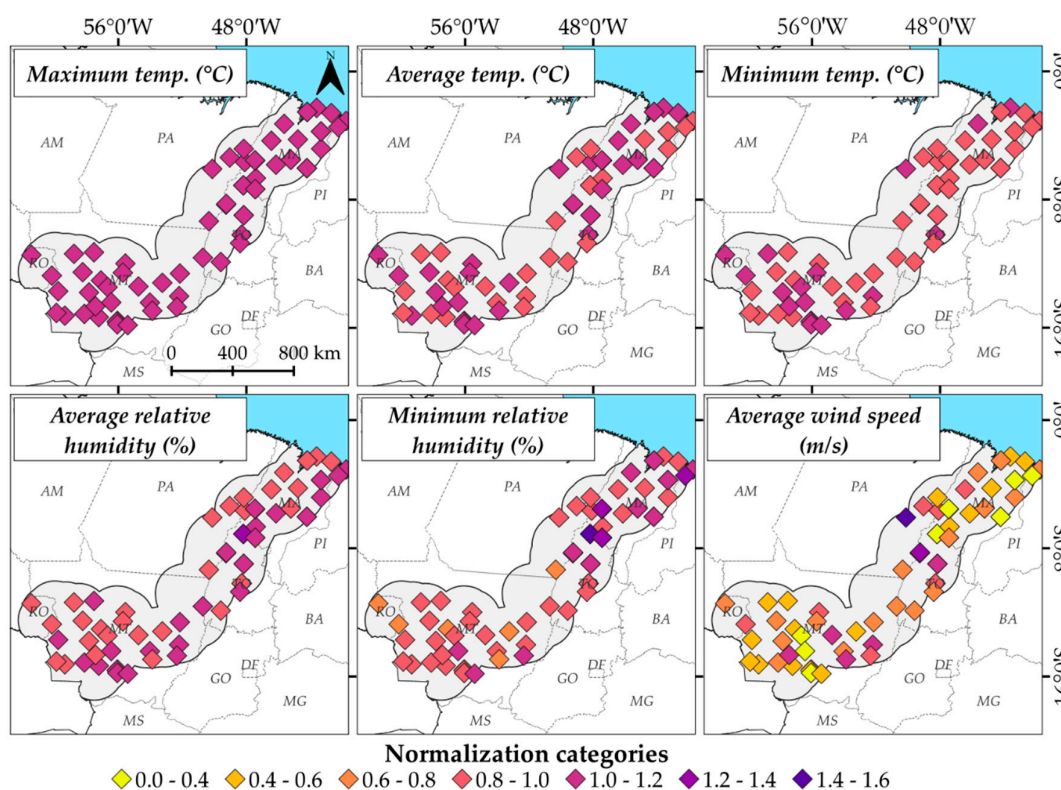 56°0'W 48°0'W 56°0'W 48°0'W 56°0'W 48°0'W
Maximum temp. (°C) N Average temp. (°C) Minimum temp. (°C)
0°0'
AM PA MA PI AM PA MA PI AM PA MA PI
8°0'S
TO TO TO
RO MT BA RO MT BA RO MT BA
GO DF GO DF GO DF
16°0'S
MS MG MS MG MS MG
0 400 800 km
Average relative humidity (%)
Minimum relative humidity (%)
Average wind speed (m/s)
0°0'
AM PA MA PI AM PA MA PI AM PA MA PI
8°0'S
TO TO TO
RO MT BA RO MT BA RO MT BA
GO DF GO DF GO DF
16°0'S
MS MG MS MG MS MG
Normalization categories
0.0 - 0.4 0.4 - 0.6 0.6 - 0.8 0.8 - 1.0 1.0 - 1.2 1.2 - 1.4 1.4 - 1.6